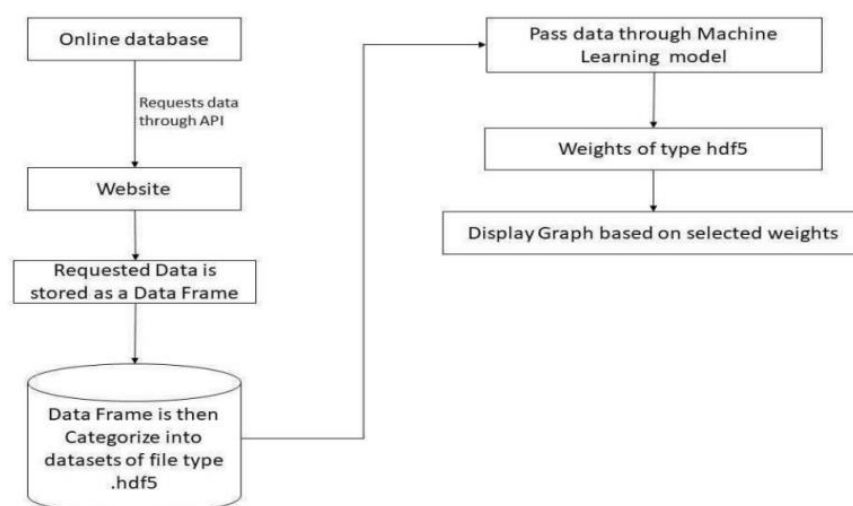 Online database
Requests data
through API
Website
Requested Data is
stored as a Data Frame
Data Frame is then
Categorize into
datasets of file type
.hdf5
Pass data through Machine
Learning model
Weights of type hdf5
Display Graph based on selected weights